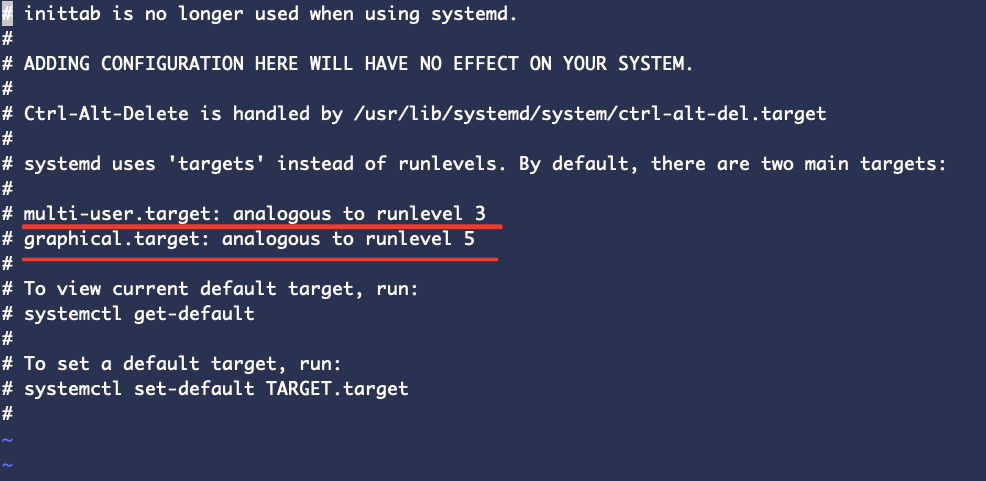 # inittab is no longer used when using systemd.
#
# ADDING CONFIGURATION HERE WILL HAVE NO EFFECT ON YOUR SYSTEM.
#
# Ctrl-Alt-Delete is handled by /usr/lib/systemd/system/ctrl-alt-del.target
#
# systemd uses 'targets' instead of runlevels. By default, there are two main targets:
#
# multi-user.target: analogous to runlevel 3
# graphical.target: analogous to runlevel 5
#
# To view current default target, run:
# systemctl get-default
#
# To set a default target, run:
# systemctl set-default TARGET.target
#
~
~